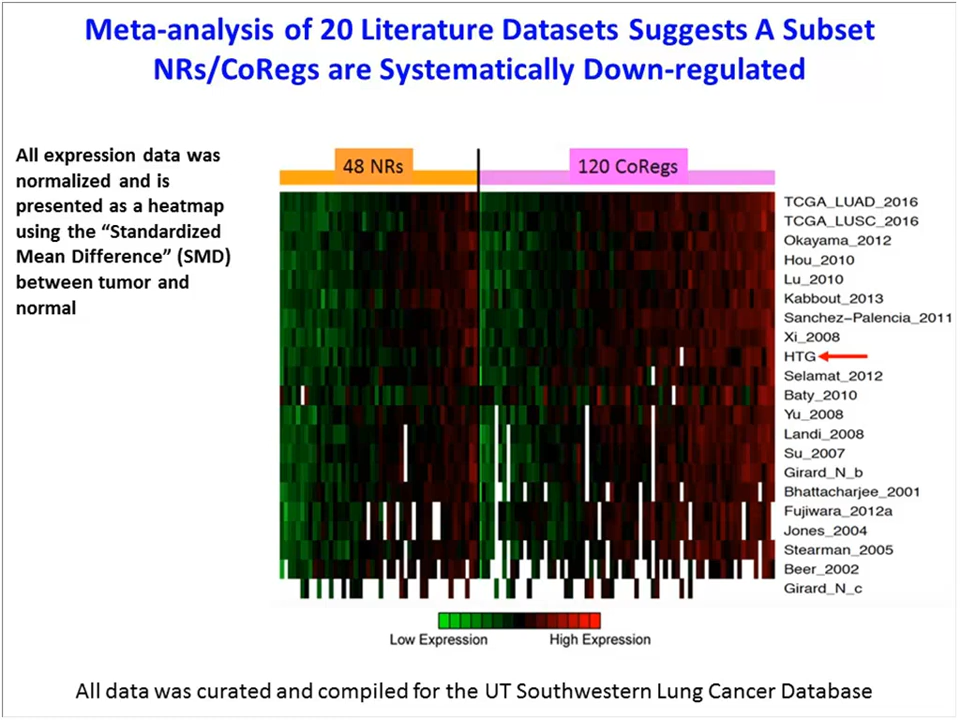 Meta-analysis of 20 Literature Datasets Suggests A Subset
NRs/CoRegs are Systematically Down-regulated
All expression data was
normalized and is
presented as a heatmap
using the “Standardized
Mean Difference” (SMD)
between tumor and
normal
48 NRs
120 CoRegs
TCGA_LUAD_2016
TCGA_LUSC_2016
Okayama_2012
Hou_2010
Lu_2010
Kabbout_2013
Sanchez−Palencia_2011
Xi_2008
HTG
Selamat_2012
Baty_2010
Yu_2008
Landi_2008
Su_2007
Girard_N_b
Bhattacharjee_2001
Fujiwara_2012a
Jones_2004
Stearman_2005
Beer_2002
Girard_N_c
Low Expression
High Expression
All data was curated and compiled for the UT Southwestern Lung Cancer Database